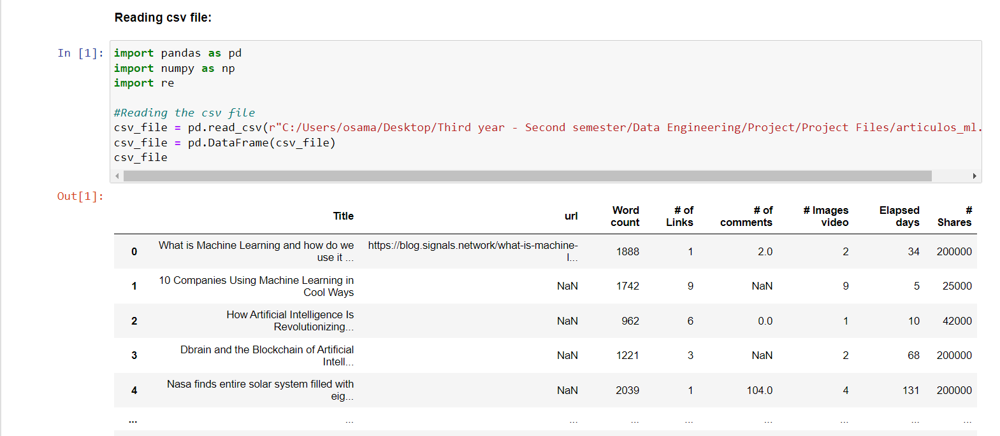 Reading csv file:
In [1]: import pandas as pd
import numpy as np
import re
#Reading the csv file
csv_file = pd.read_csv(r"C:/Users/osama/Desktop/Third year - Second semester/Data Engineering/Project/Project Files/articulos_ml.
csv_file = pd.DataFrame(csv_file)
csv_file
Out[1]:
Title url Word count # of Links # of comments # Images video Elapsed days # Shares
0 What is Machine Learning and how do we use it ... https://blog.signals.network/what-is-machine-l... 1888 1 2.0 2 34 200000
1 10 Companies Using Machine Learning in Cool Ways NaN 1742 9 NaN 9 5 25000
2 How Artificial Intelligence Is Revolutionizing... NaN 962 6 0.0 1 10 42000
3 Dbrain and the Blockchain of Artificial Intell... NaN 1221 3 NaN 2 68 200000
4 Nasa finds entire solar system filled with eig... NaN 2039 1 104.0 4 131 200000
... ... ... ... ... ... ... ... ...